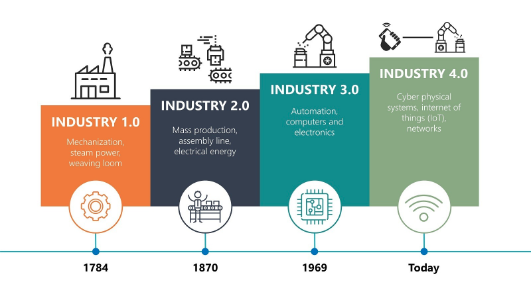 INDUSTRY 1.0
Mechanization,
steam power,
weaving loom
INDUSTRY 2.0
Mass production,
assembly line,
electrical energy
INDUSTRY 3.0
Automation,
computers and
electronics
INDUSTRY 4.0
Cyber physical
systems, internet of
things (IoT),
networks
1784
1870
1969
Today